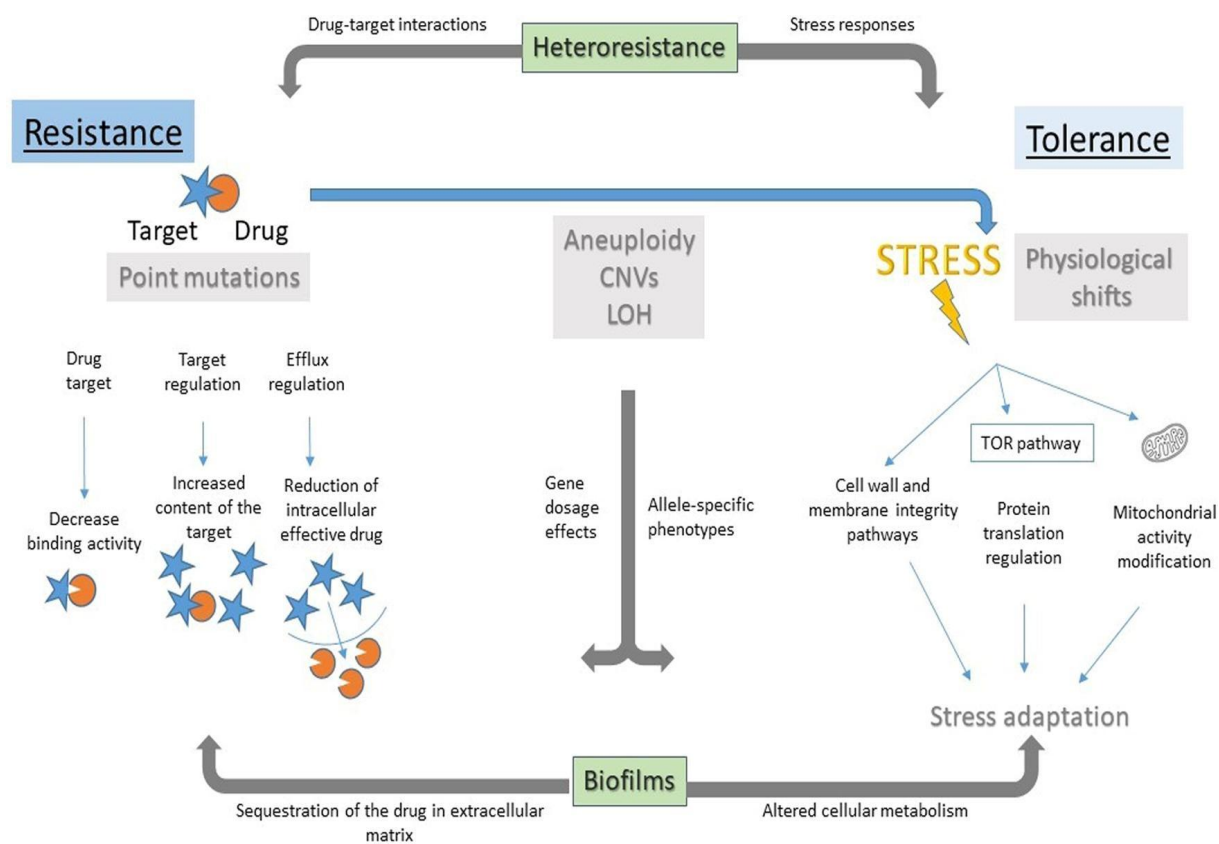 Drug-target interactions
Heteroresistance
Stress responses
Resistance
Tolerance
Target
Drug
Point mutations
Aneuploidy
CNVs
LOH
STRESS
Physiological
shifts
Drug
target
Target
regulation
Efflux
regulation
Decrease
binding activity
Increased
content of the
target
Reduction of
intracellular
effective drug
Gene
dosage
effects
Allele-specific
phenotypes
TOR pathway
Cell wall and
membrane integrity
pathways
Protein
translation
regulation
Mitochondrial
activity
modification
Stress adaptation
Biofilms
Sequestration of the drug in extracellular
matrix
Altered cellular metabolism